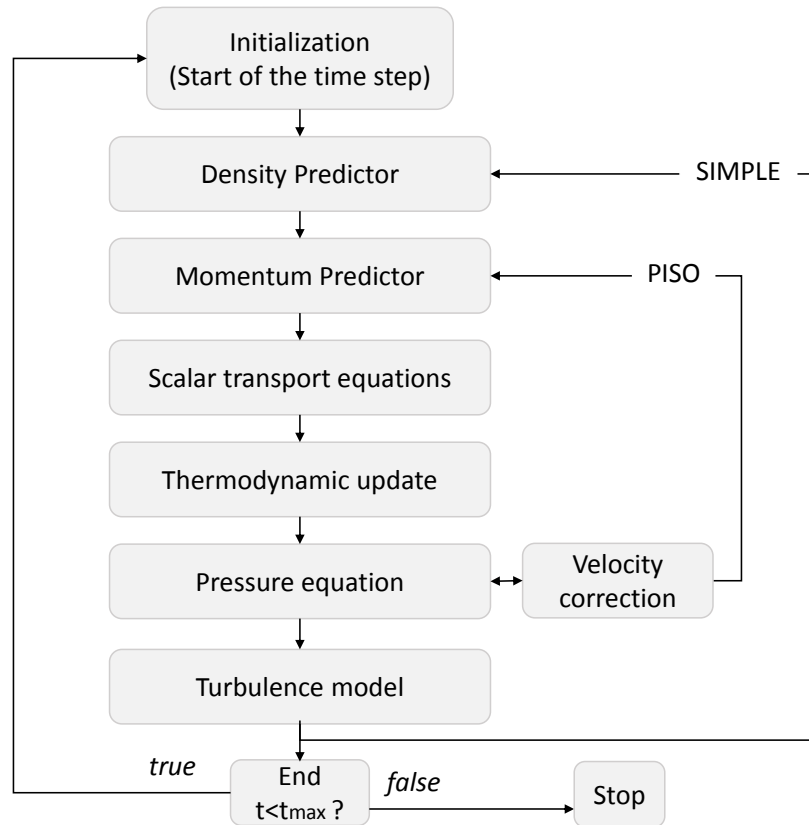 Initialization
(Start of the time step)
Density Predictor
SIMPLE
Momentum Predictor
PISO
Scalar transport equations
Thermodynamic update
Pressure equation
Velocity
correction
Turbulence model
true
End
t<tmax ?
false
Stop